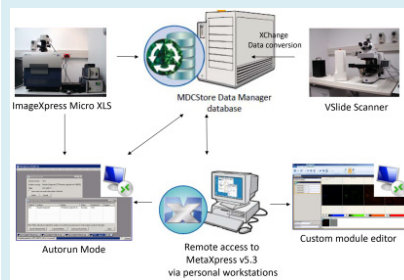 XChange
Data conversion
ImageXpress Micro XLS
MDCStore Data Manager
database
VSlide Scanner
Autorun Mode
Remote access to
MetaXpress v5.3
via personal workstations
Custom module editor